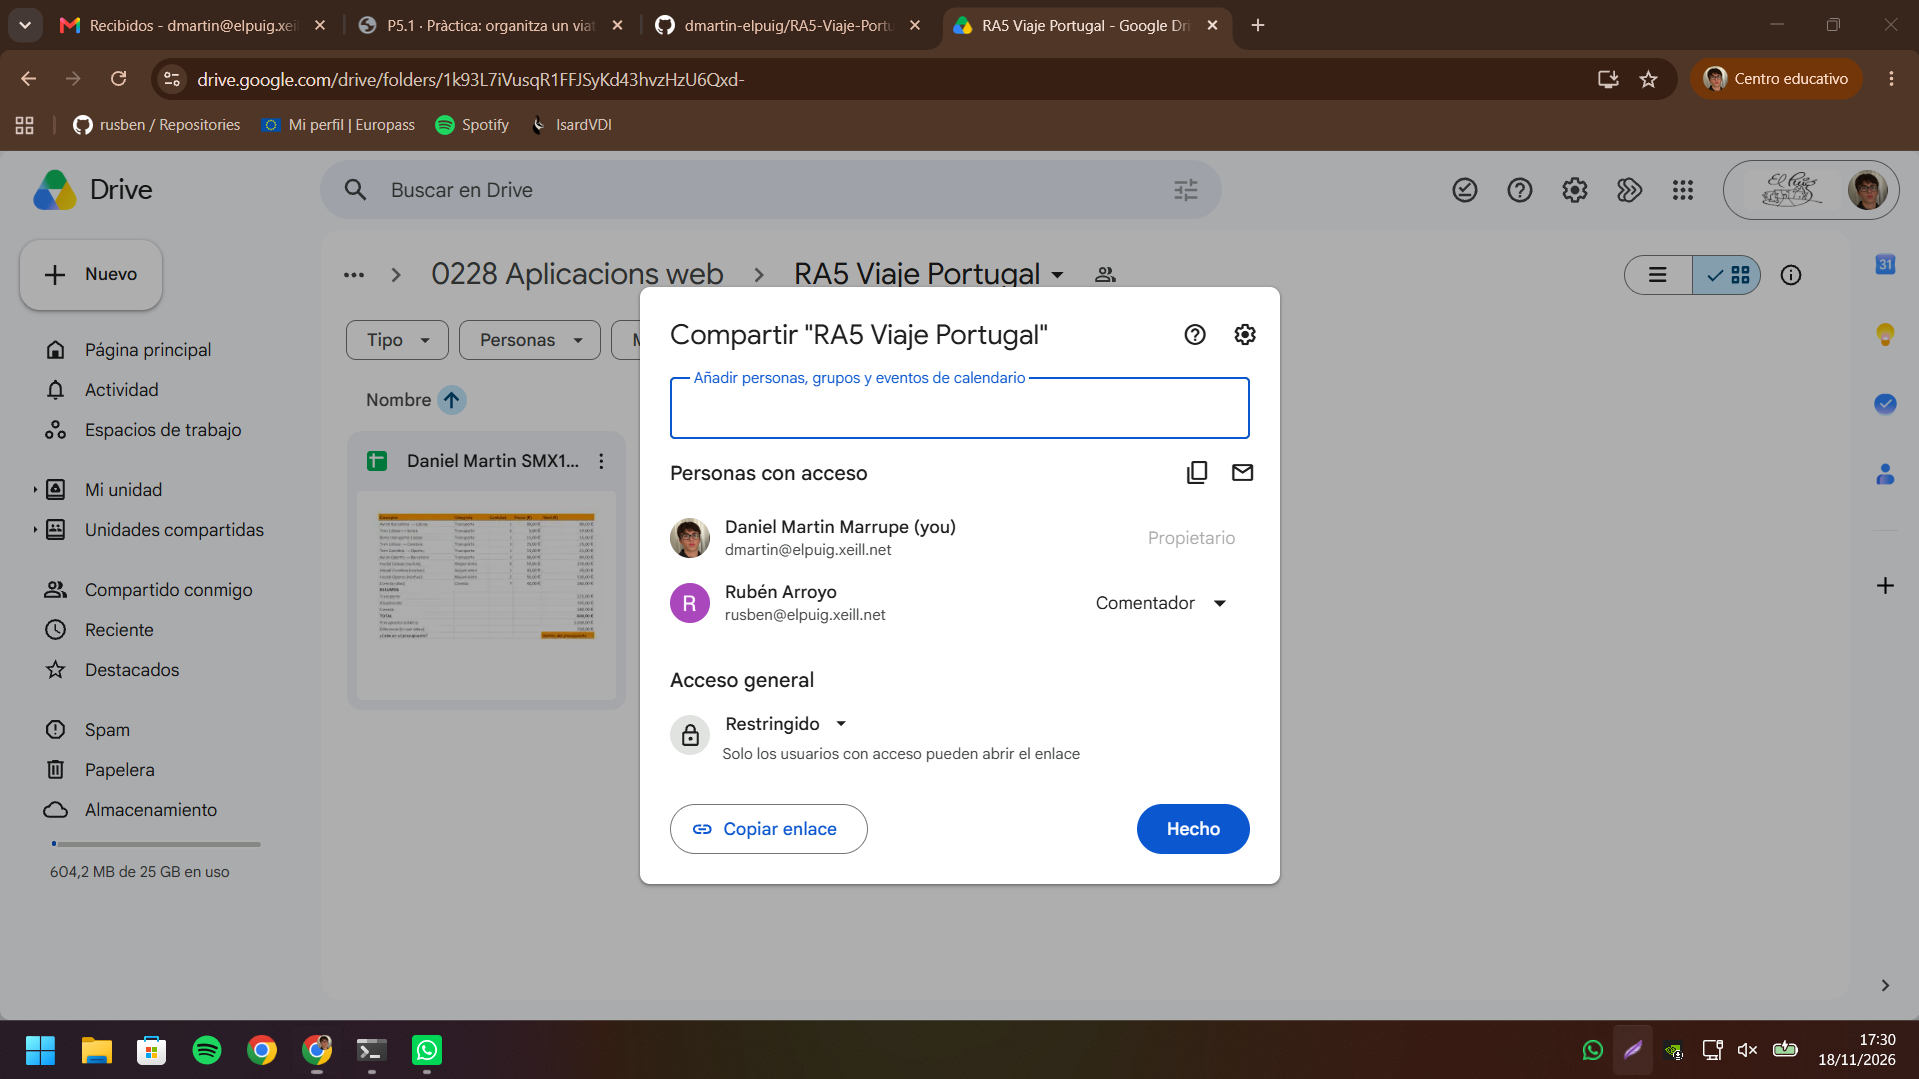 Recibidos - dmartin@elpuig.xeill
P5.1 · Pràctica: organitza un viat
dmartin-elpuig/RA5-Viaje-Portu
RA5 Viaje Portugal - Google Dri
drive.google.com/drive/folders/1k93L7iVusqR1FFJSyKd43hvzHzU6Qxd-
Centro educativo
rusben / Repositories
Mi perfil | Europass
Spotify
IsardVDI
Drive
Buscar en Drive
Nuevo
0228 Aplicacions web
RA5 Viaje Portugal
Tipo
Personas
Nombre
Daniel Martin SMX1...
Página principal
Actividad
Espacios de trabajo
Mi unidad
Unidades compartidas
Compartido conmigo
Reciente
Destacados
Spam
Papelera
Almacenamiento
604,2 MB de 25 GB en uso
Compartir "RA5 Viaje Portugal"
Añadir personas, grupos y eventos de calendario
Personas con acceso
Daniel Martin Marrupe (you)
dmartin@elpuig.xeill.net
Propietario
R
Rubén Arroyo
rusben@elpuig.xeill.net
Comentador
Acceso general
Restringido
Solo los usuarios con acceso pueden abrir el enlace
Copiar enlace
Hecho
31
17:30
18/11/2026